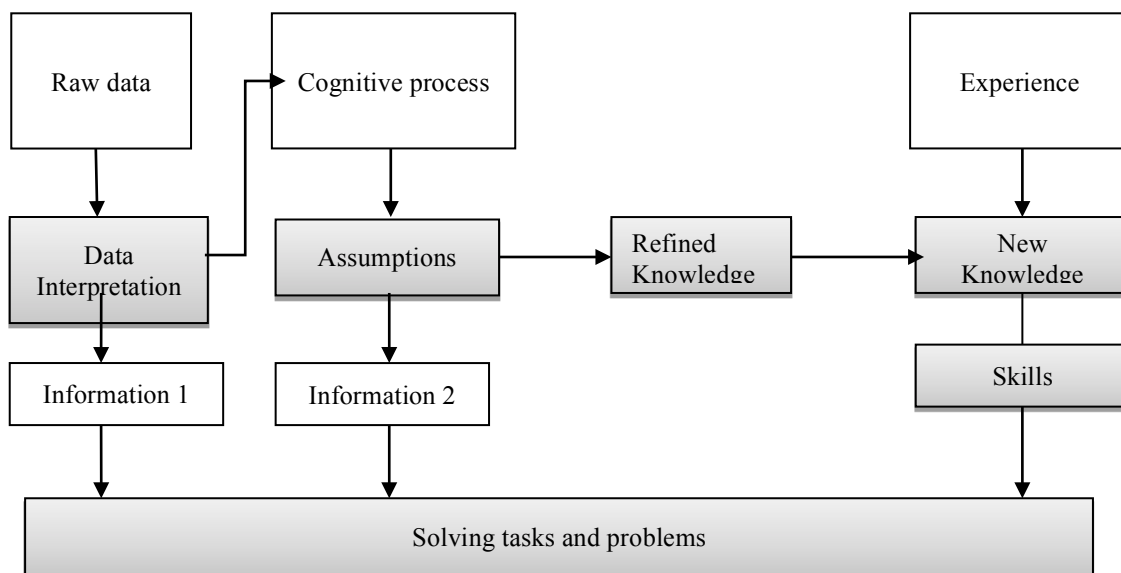 Raw data
Cognitive process
Experience
Data
Interpretation
Assumptions
Refined
Knowledge
New
Knowledge
Information 1
Information 2
Skills
Solving tasks and problems